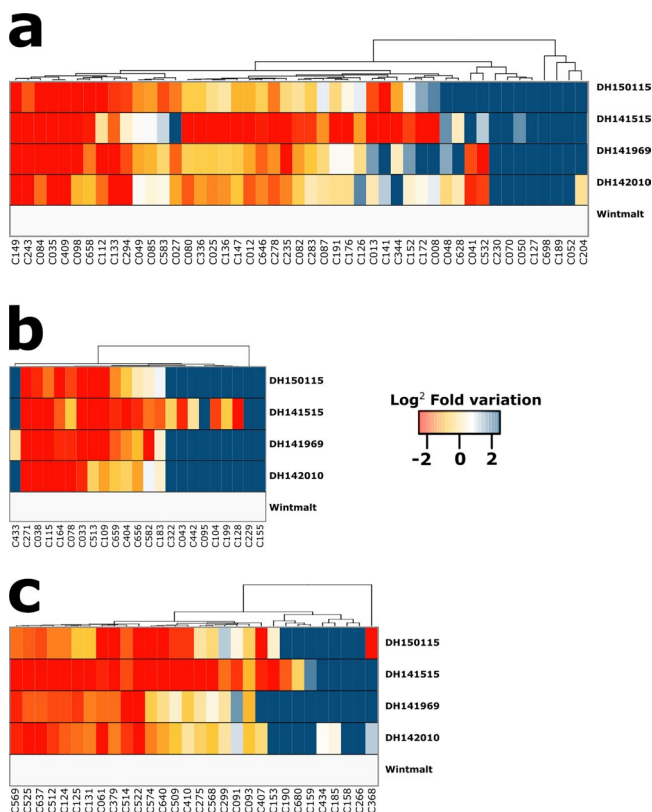 a
DH150115
DH141515
DH141969
DH142010
Wintmalt
C149 C243 C084 C035 C409 C098 C658 C112 C133 C294 C049 C085 C583 C027 C080 C336 C025 C136 C147 C012 C646 C278 C235 C082 C283 C087 C191 C176 C126 C013 C141 C344 C152 C172 C008 C048 C628 C041 C532 C230 C070 C050 C127 C698 C189 C052 C204
b
DH150115
DH141515
DH141969
DH142010
Wintmalt
C433 C271 C038 C115 C164 C078 C033 C513 C109 C659 C404 C656 C582 C183 C322 C043 C442 C095 C104 C199 C128 C229 C155
Log² Fold variation
-2 0 2
c
DH150115
DH141515
DH141969
DH142010
Wintmalt
C569 C525 C637 C512 C124 C125 C131 C061 C379 C514 C522 C574 C640 C509 C410 C275 C568 C299 C091 C093 C407 C153 C190 C680 C159 C434 C185 C158 C266 C368